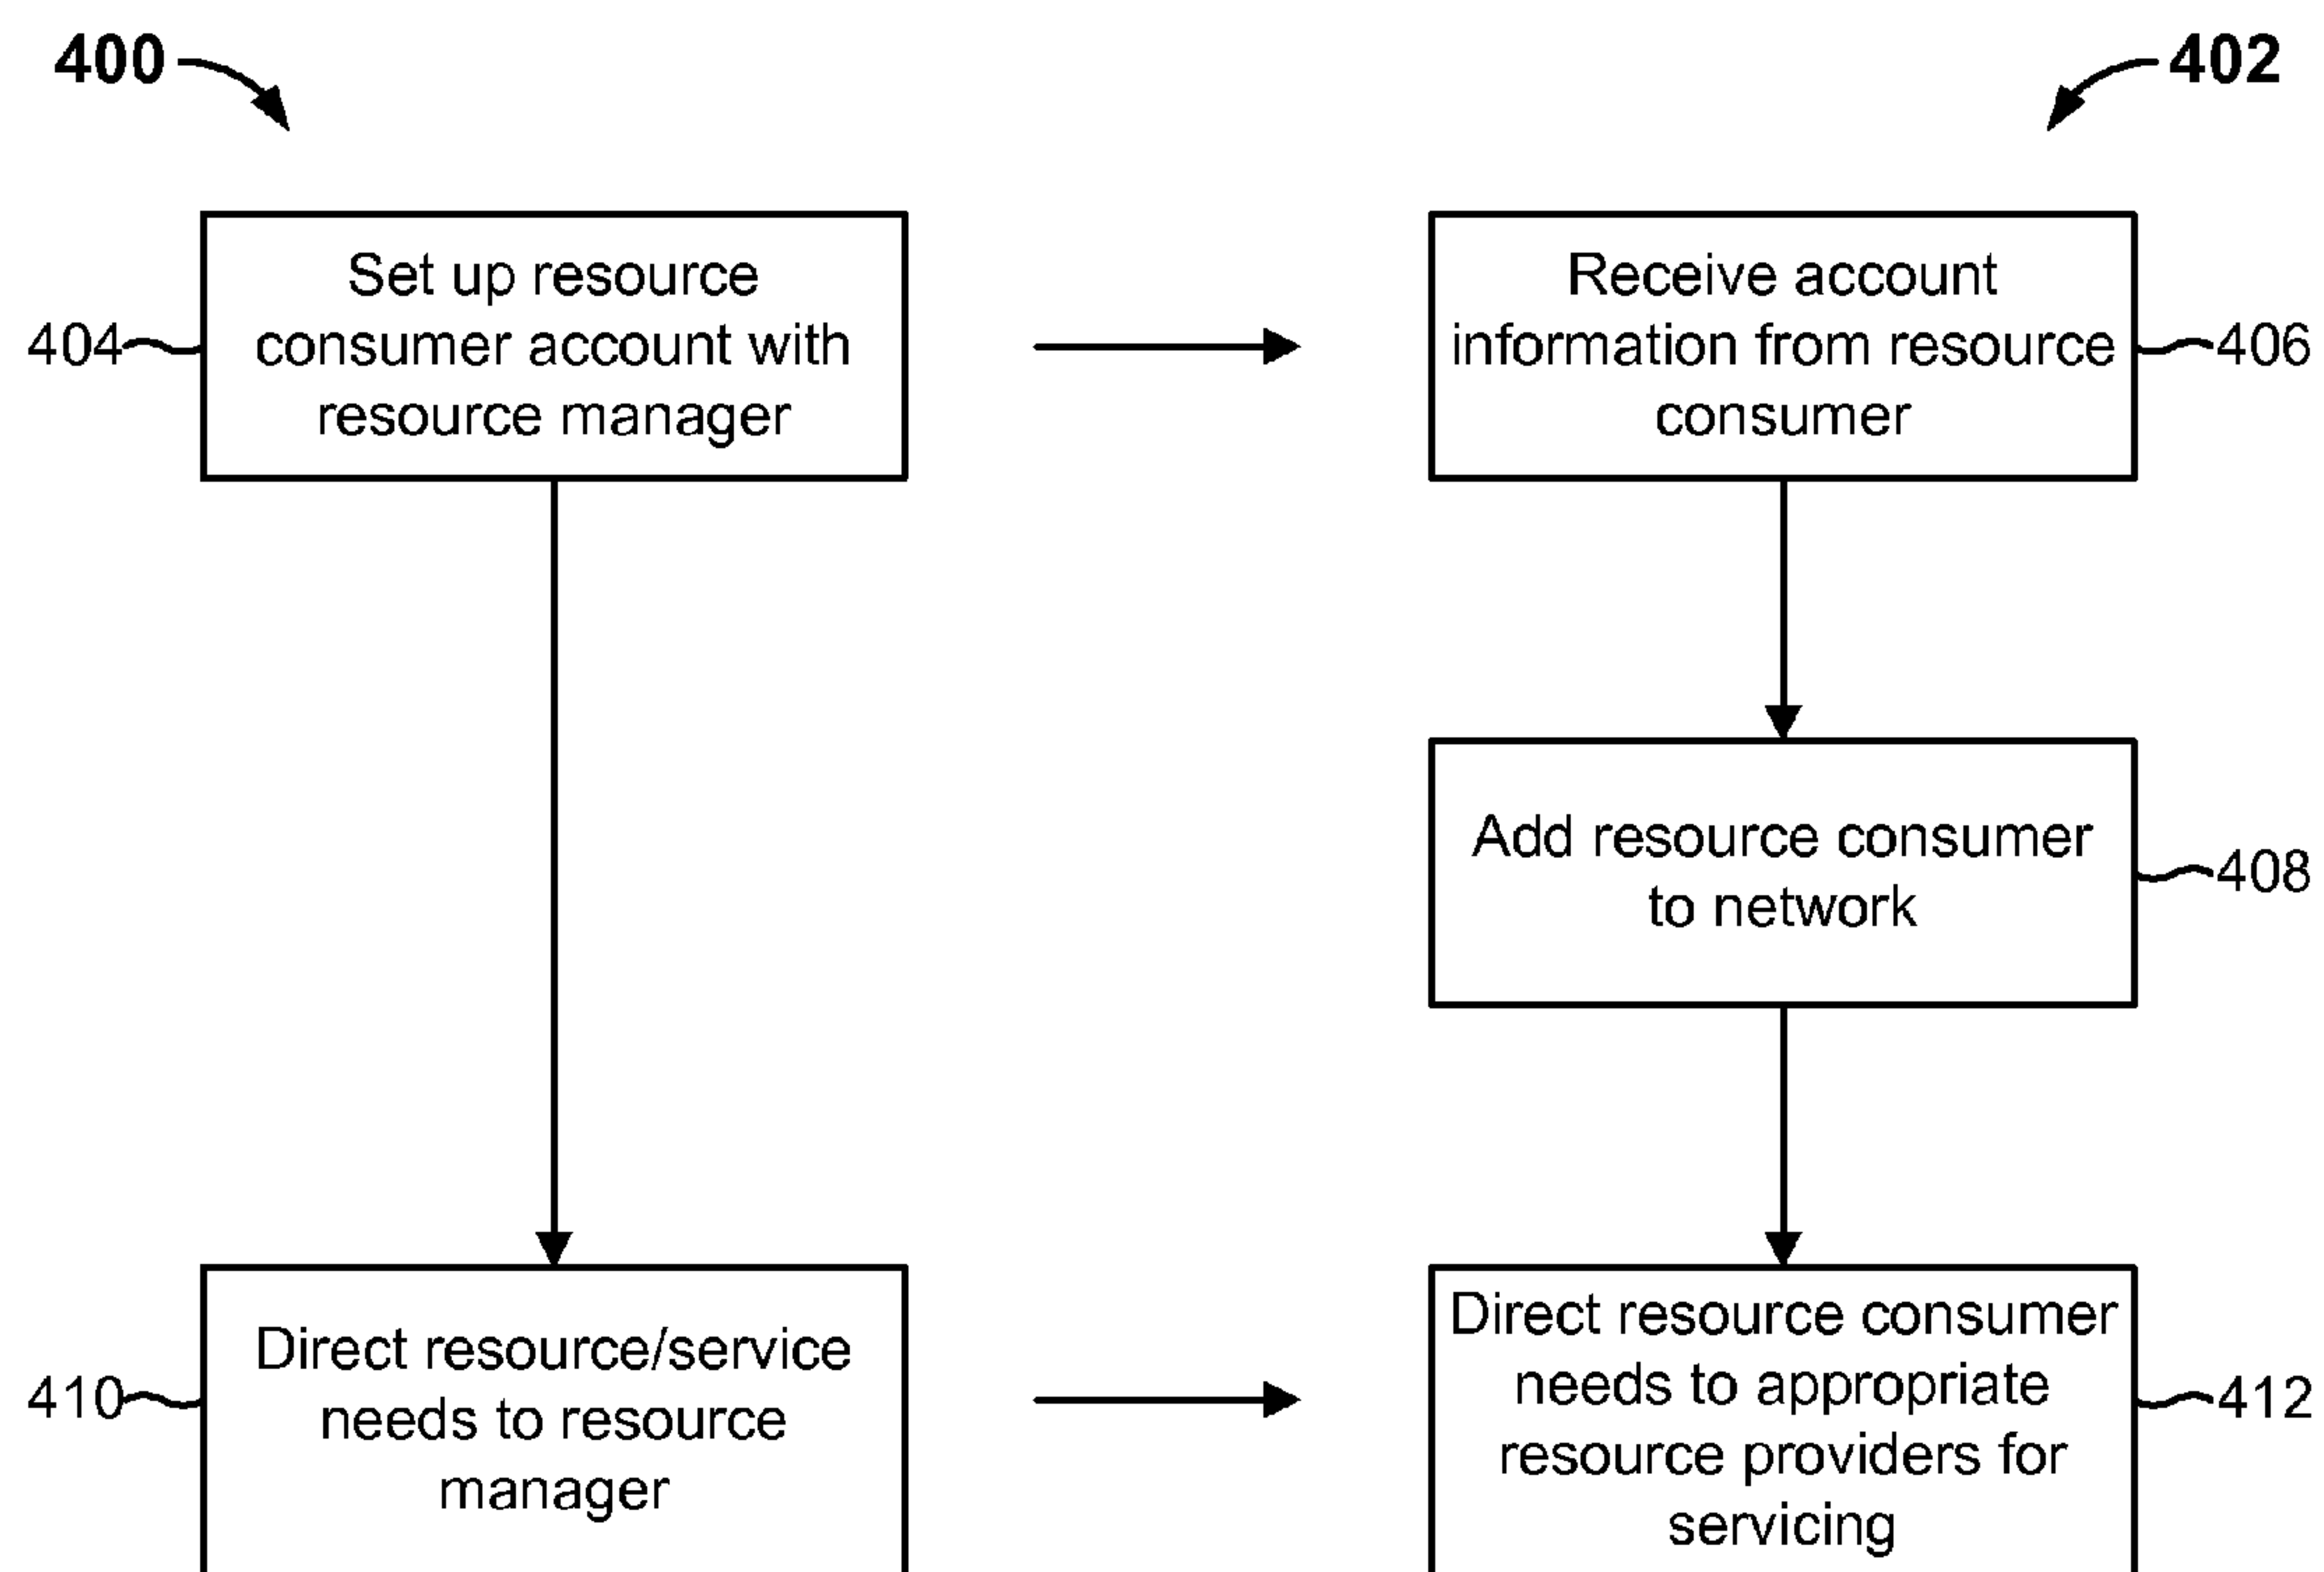 400
402
Set up resource
consumer account with
resource manager
404
Receive account
information from resource
consumer
406
Add resource consumer
to network
408
Direct resource/service
needs to resource
manager
410
Direct resource consumer
needs to appropriate
resource providers for
servicing
412